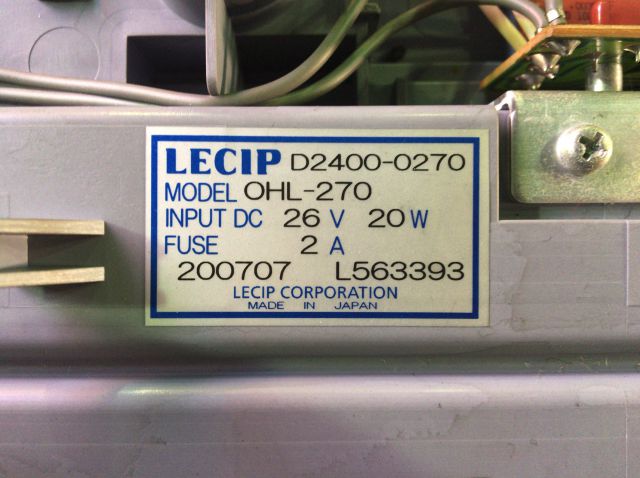 LECIP D2400-0270
MODEL OHL-270
INPUT DC 26 V 20 W
FUSE 2 A
200707 L563393
LECIP CORPORATION
MADE IN JAPAN